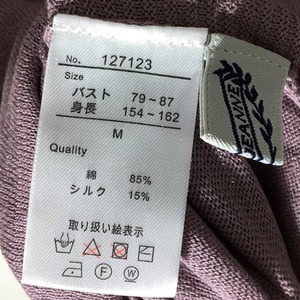 No. 127123
Size
バスト 79～87
身長 154～162
M
Quality
綿 85%
シルク 15%
取り扱い絵表示
F W
JEANNE